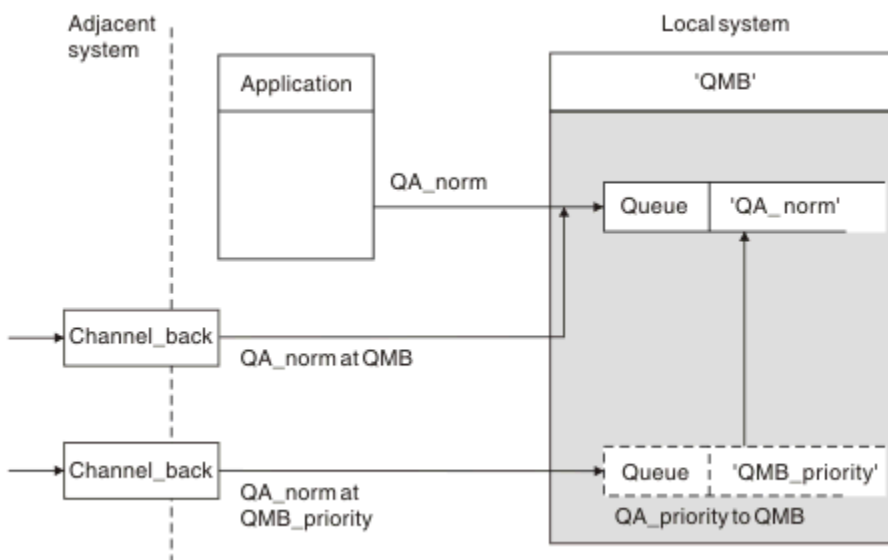 Adjacent
system
Local system
Application
'QMB'
QA_norm
Queue
'QA_norm'
Channel_back
QA_norm at QMB
Channel_back
QA_norm at
QMB_priority
Queue
'QMB_priority'
QA_priority to QMB